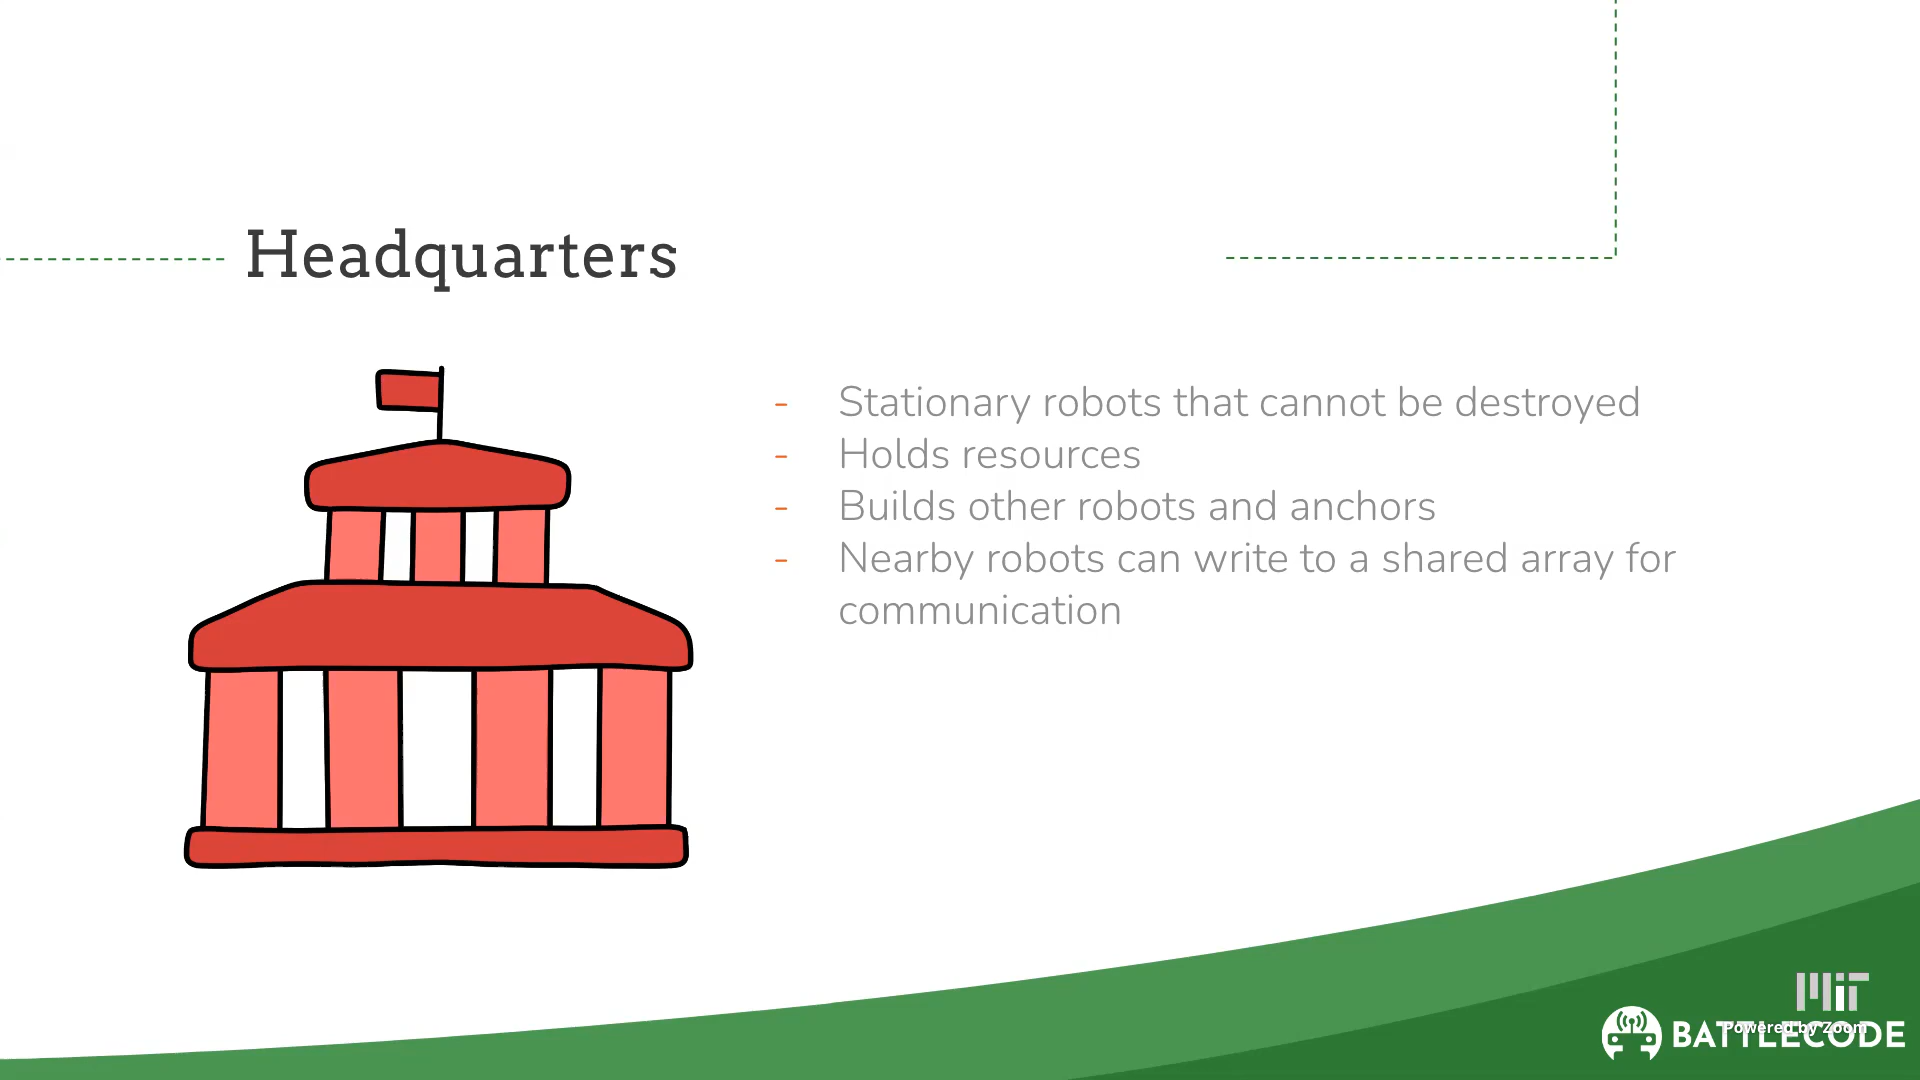 Headquarters
- Stationary robots that cannot be destroyed
- Holds resources
- Builds other robots and anchors
- Nearby robots can write to a shared array for
communication
MIT
Powered by Zoom
BATTLECODE